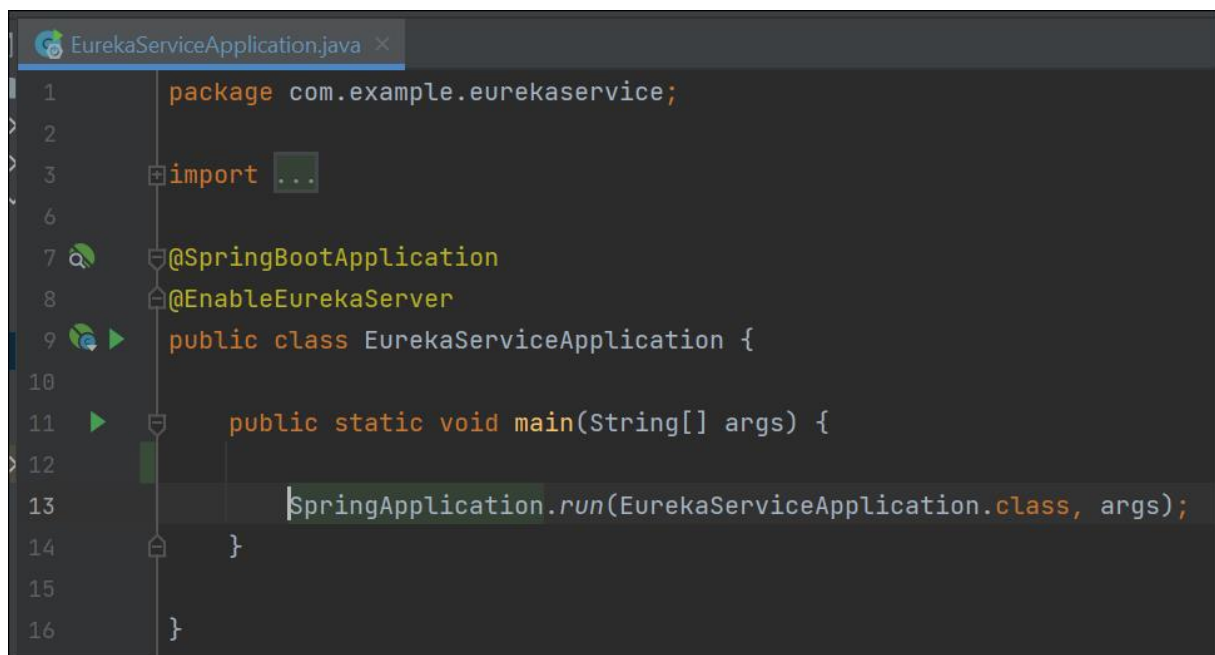 EurekaServiceApplication.java
1 package com.example.eurekaservice;
2
3 import ...
6
7 @SpringBootApplication
8 @EnableEurekaServer
9 public class EurekaServiceApplication {
10
11 public static void main(String[] args) {
12
13 SpringApplication.run(EurekaServiceApplication.class, args);
14 }
15
16 }